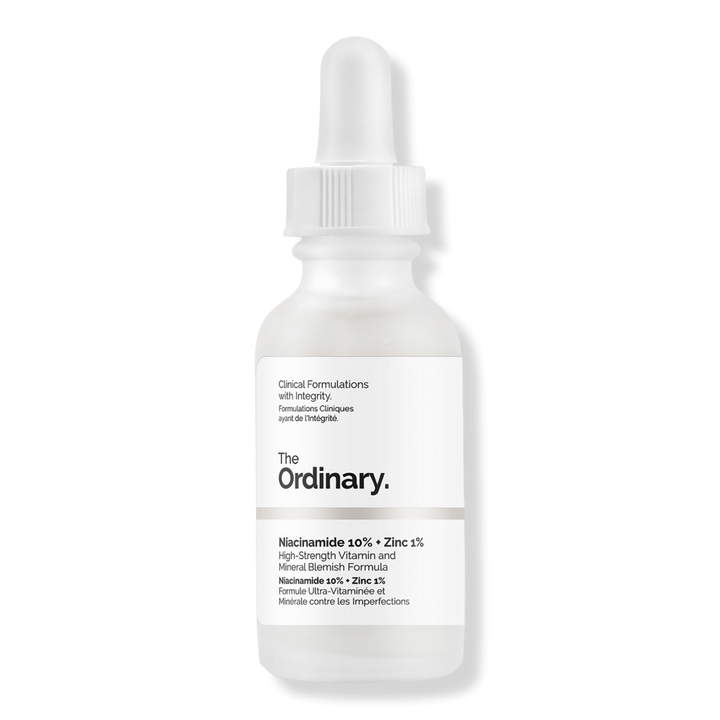 Clinical Formulations
with Integrity.
Formulations Cliniques
ayant de l'Intégrité.
The
Ordinary.
Niacinamide 10% + Zinc 1%
High-Strength Vitamin and
Mineral Blemish Formula
Niacinamide 10% + Zinc 1%
Formule Ultra-Vitaminée et
Minérale contre les Imperfections